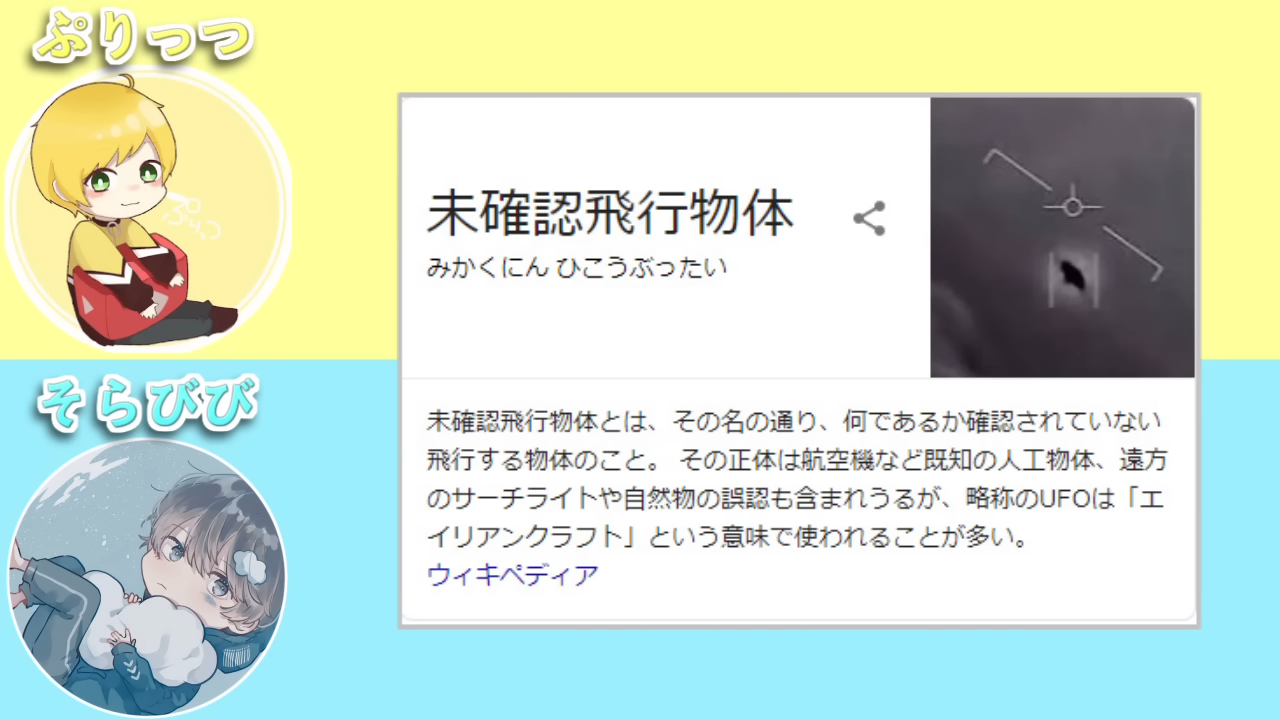 ぷりっつ
そらびび
未確認飛行物体
みかくにん ひこうぶったい
未確認飛行物体とは、その名の通り、何であるか確認されていない
飛行する物体のこと。 その正体は航空機など既知の人工物体、遠方
のサーチライトや自然物の誤認も含まれうるが、略称のUFOは「エ
イリアンクラフト」という意味で使われることが多い。
ウィキペディア